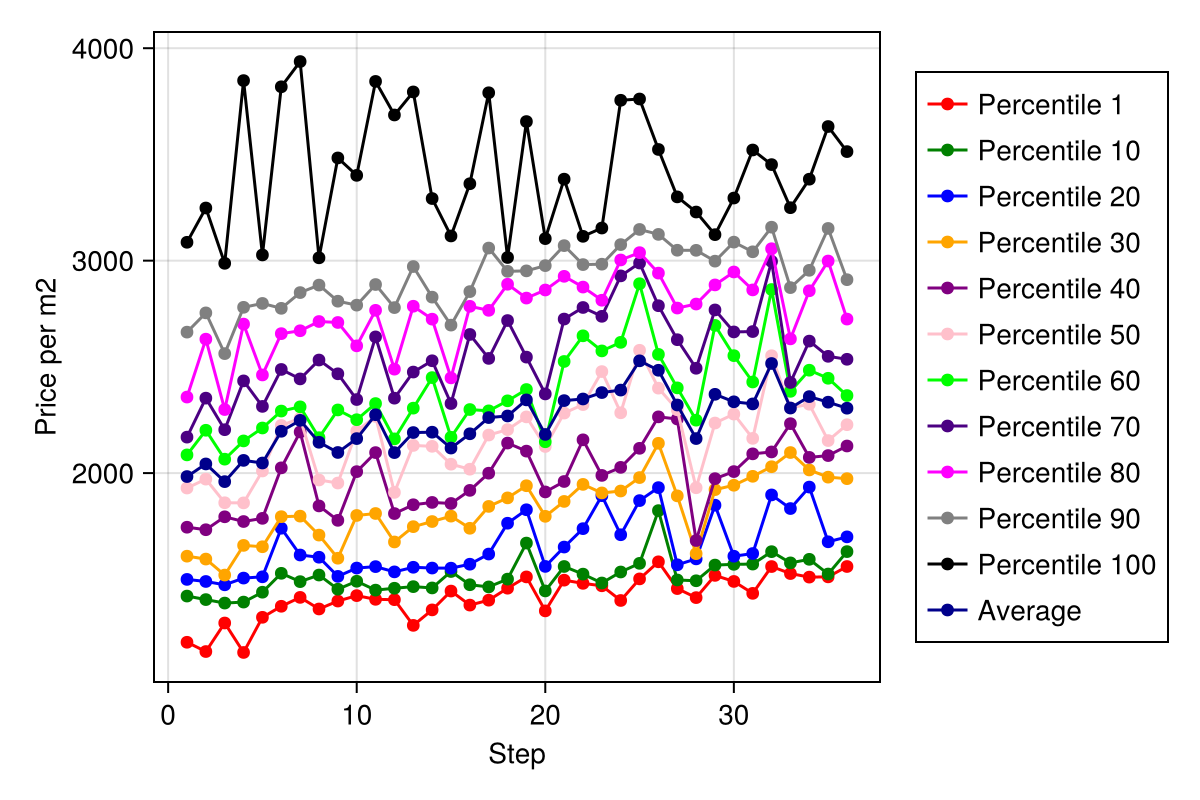 4000
3000
2000
Price per m2
0 10 20 30
Step
Percentile 1
Percentile 10
Percentile 20
Percentile 30
Percentile 40
Percentile 50
Percentile 60
Percentile 70
Percentile 80
Percentile 90
Percentile 100
Average